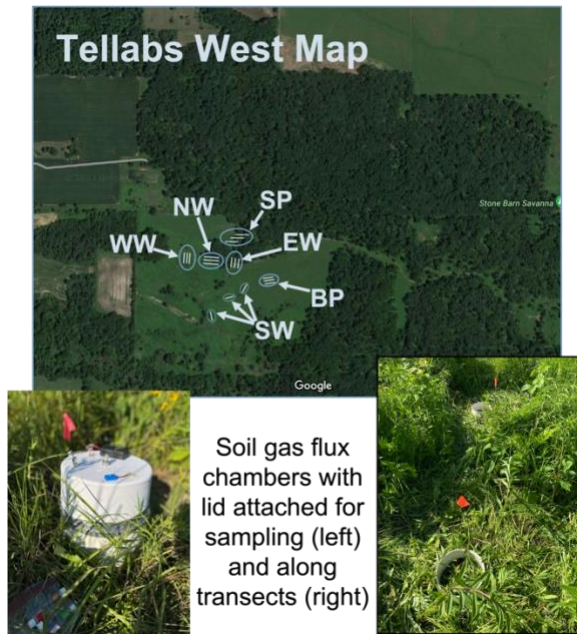 Tellabs West Map
SP
NW
WW
EW
Stone Barn Savanna
BP
SW
Google
Soil gas flux
chambers with
lid attached for
sampling (left)
and along
transects (right)